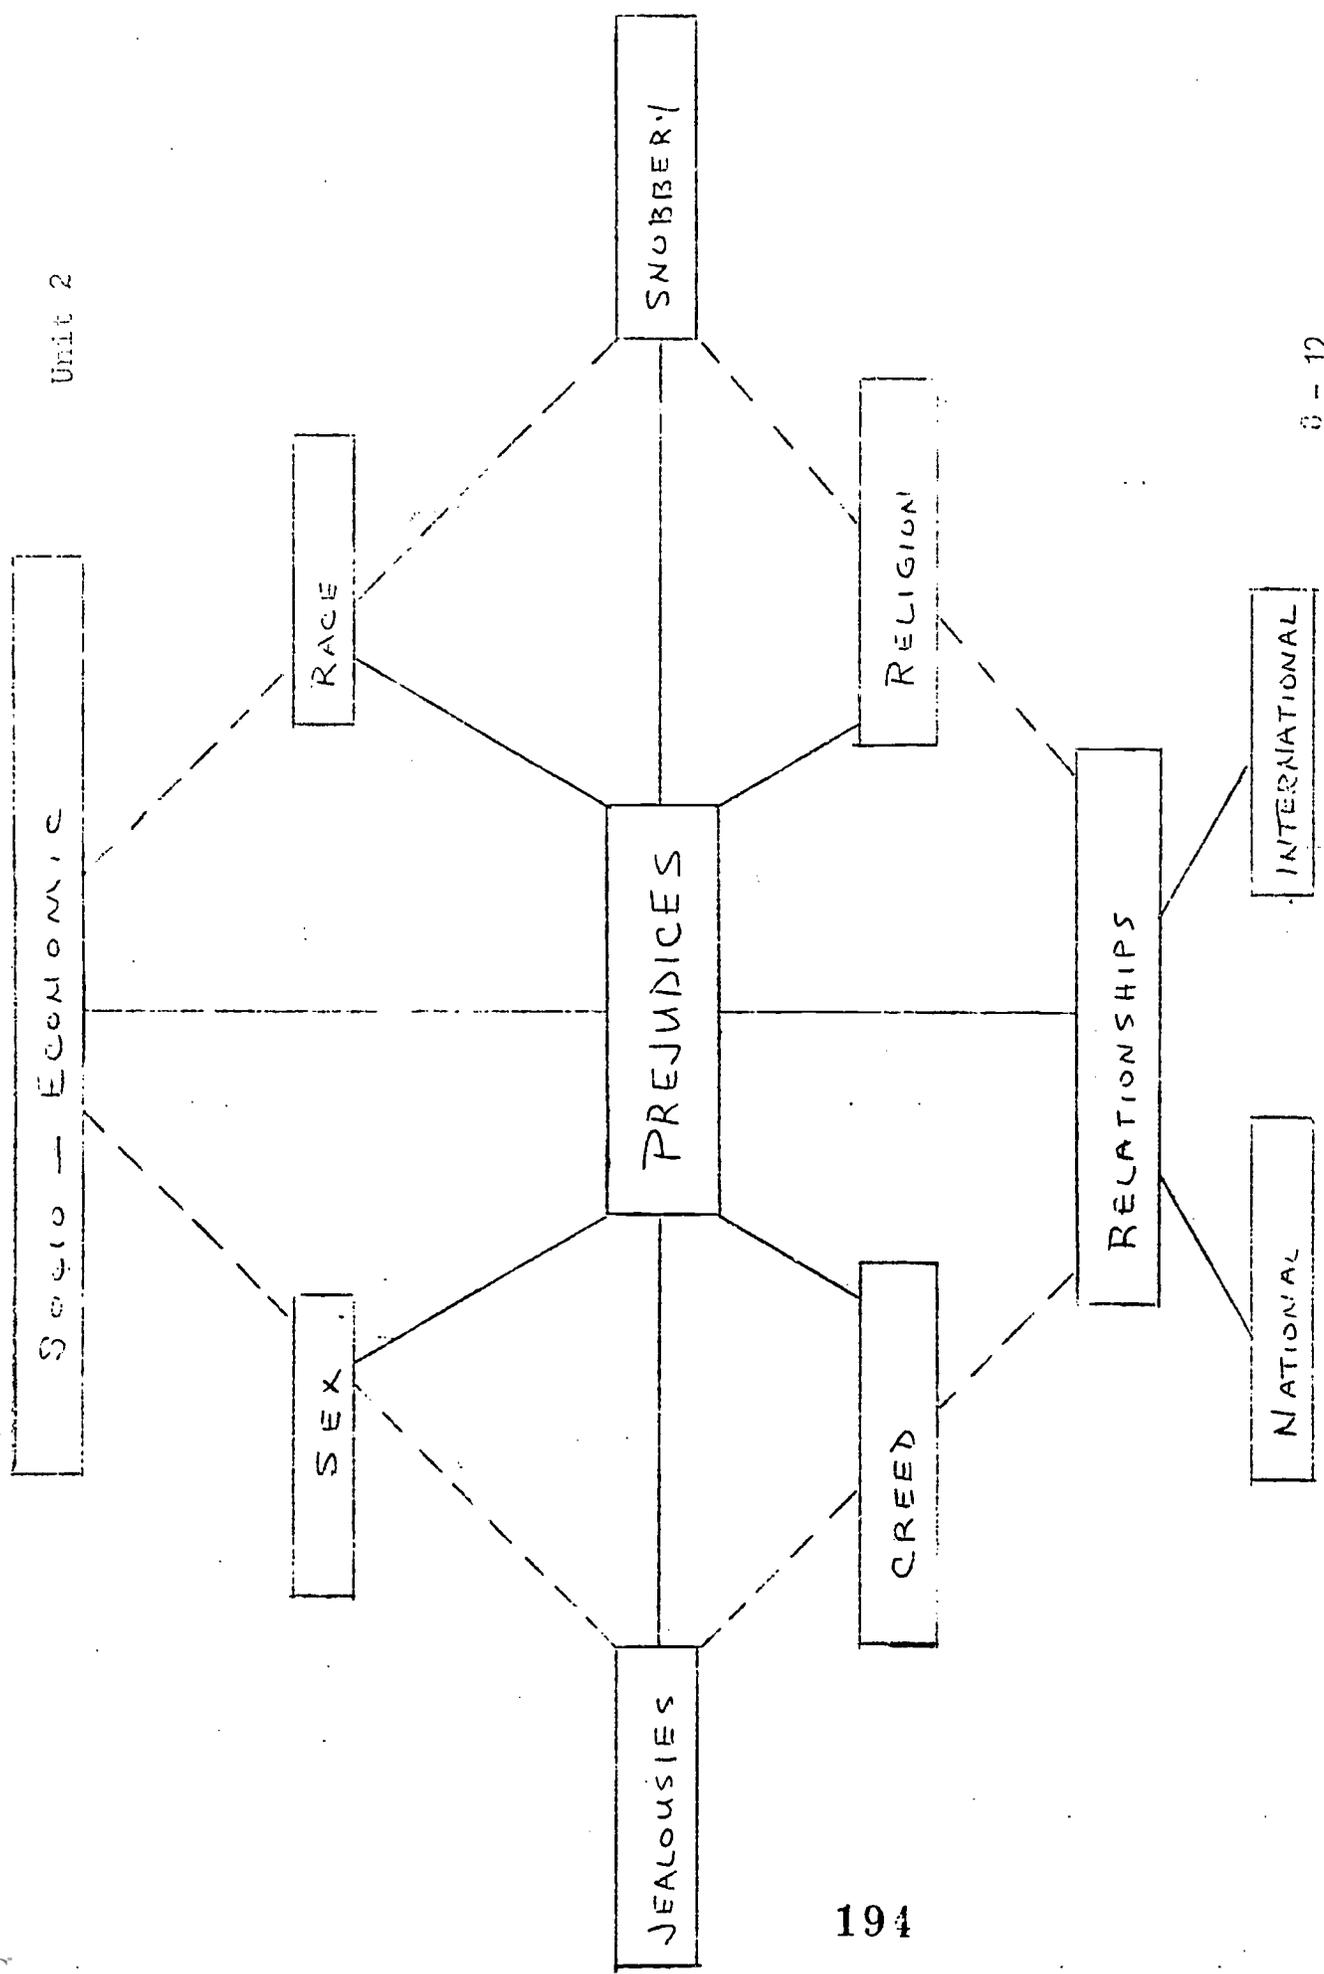 Unit 2
SOCIO — ECONOMIC
SEX
RACE
JEALOUSIES
PREJUDICES
SNOBBERY
CREED
RELIGION
RELATIONSHIPS
NATIONAL
INTERNATIONAL
194